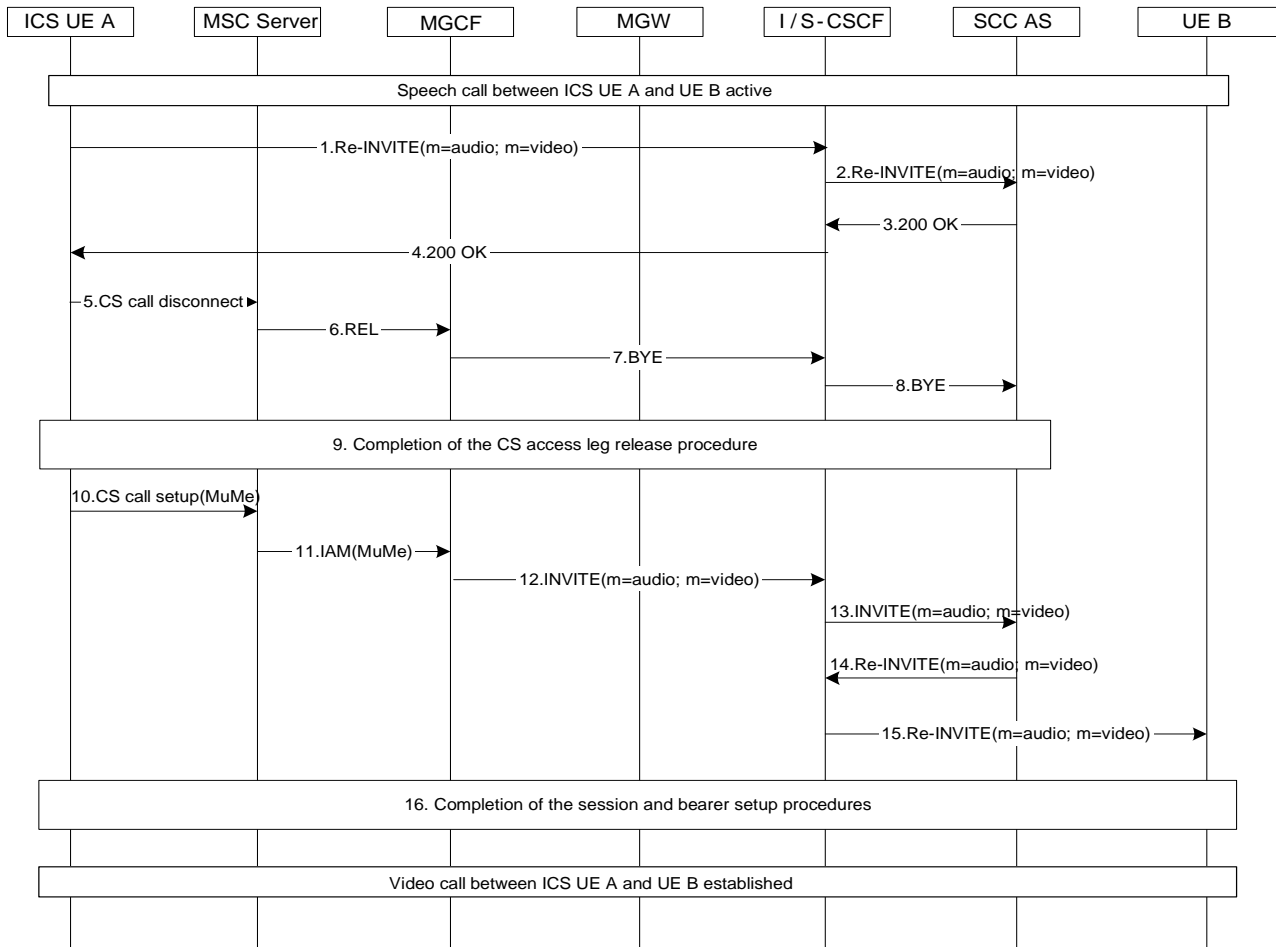 ICS UE A
MSC Server
MGCF
MGW
I / S-CSCF
SCC AS
UE B
Speech call between ICS UE A and UE B active
1.Re-INVITE(m=audio; m=video)
2.Re-INVITE(m=audio; m=video)
3.200 OK
4.200 OK
5.CS call disconnect
6.REL
7.BYE
8.BYE
9. Completion of the CS access leg release procedure
10.CS call setup(MuMe)
11.IAM(MuMe)
12.INVITE(m=audio; m=video)
13.INVITE(m=audio; m=video)
14.Re-INVITE(m=audio; m=video)
15.Re-INVITE(m=audio; m=video)
16. Completion of the session and bearer setup procedures
Video call between ICS UE A and UE B established